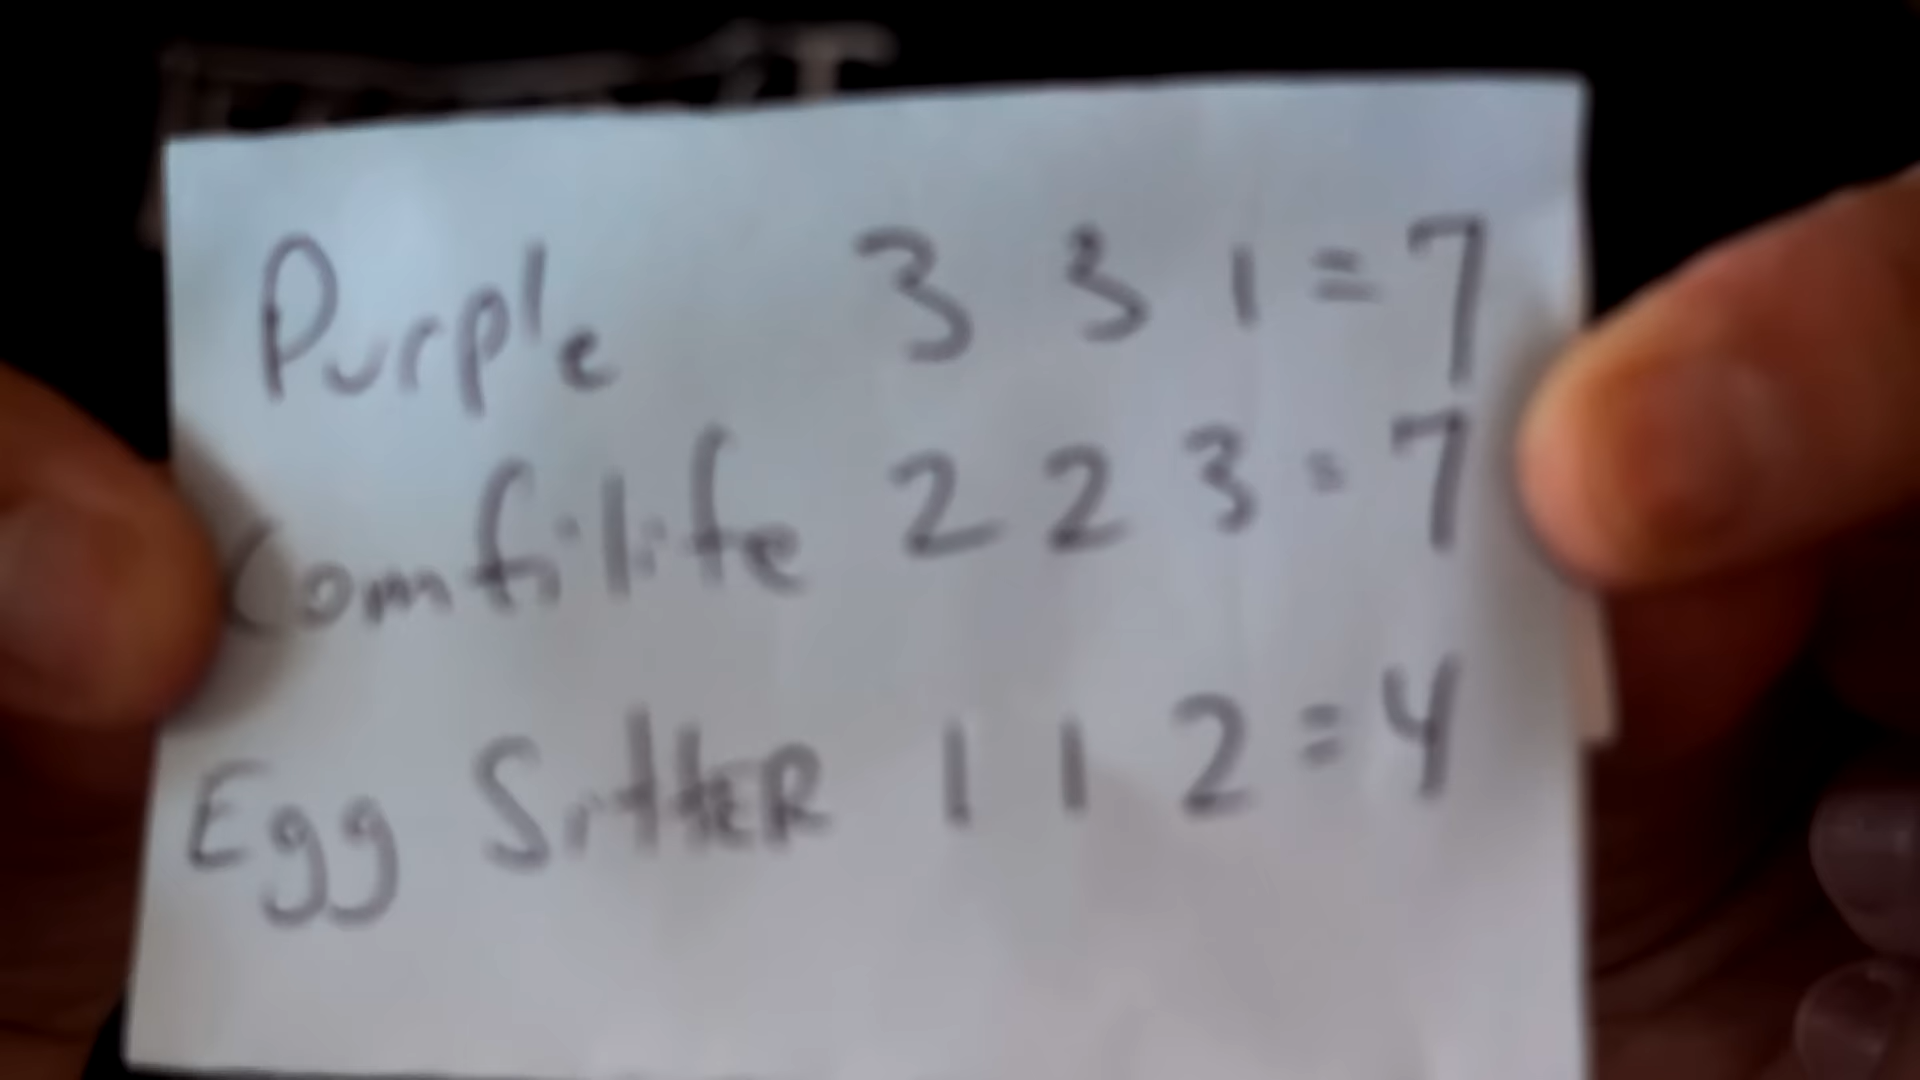 Purple 3 3 1 = 7
Comfilife 2 2 3 = 7
Egg SittER 1 1 2 = 4